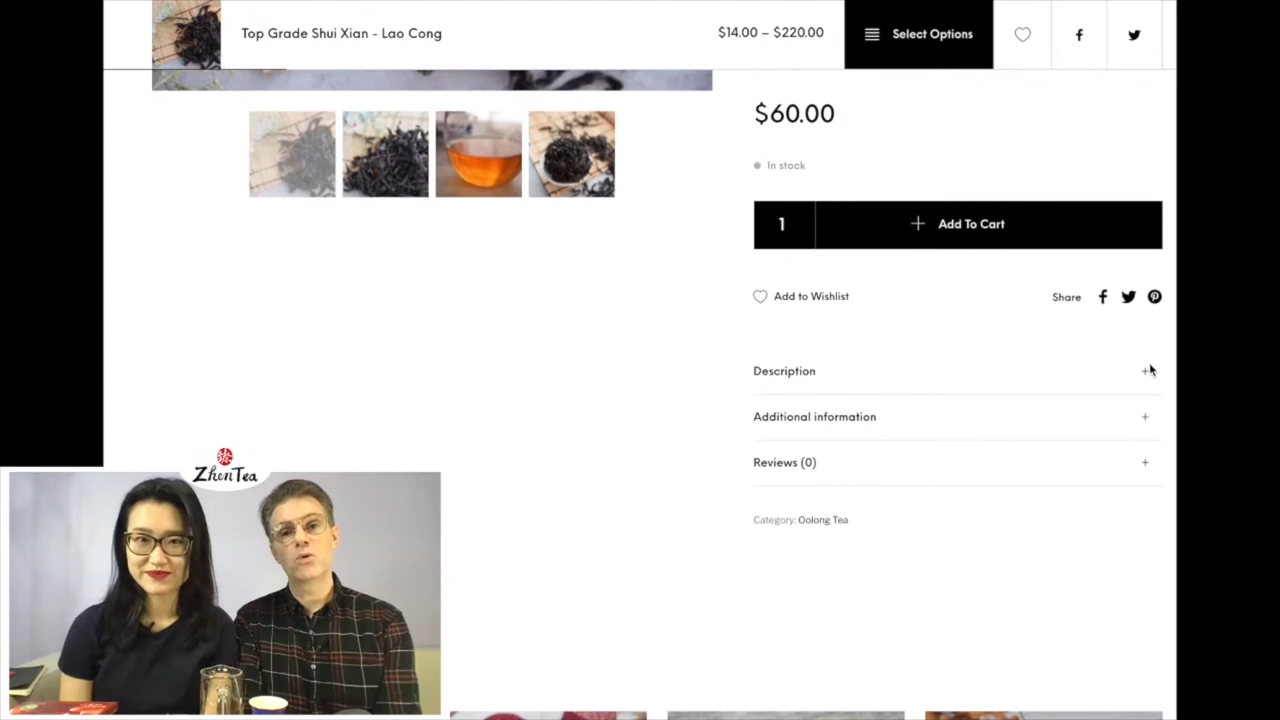 Top Grade Shui Xian - Lao Cong
$14.00 – $220.00
Select Options
$60.00
In stock
1
Add To Cart
Add to Wishlist
Share
Description
Additional information
Reviews (0)
Category: Oolong Tea
ZhenTea